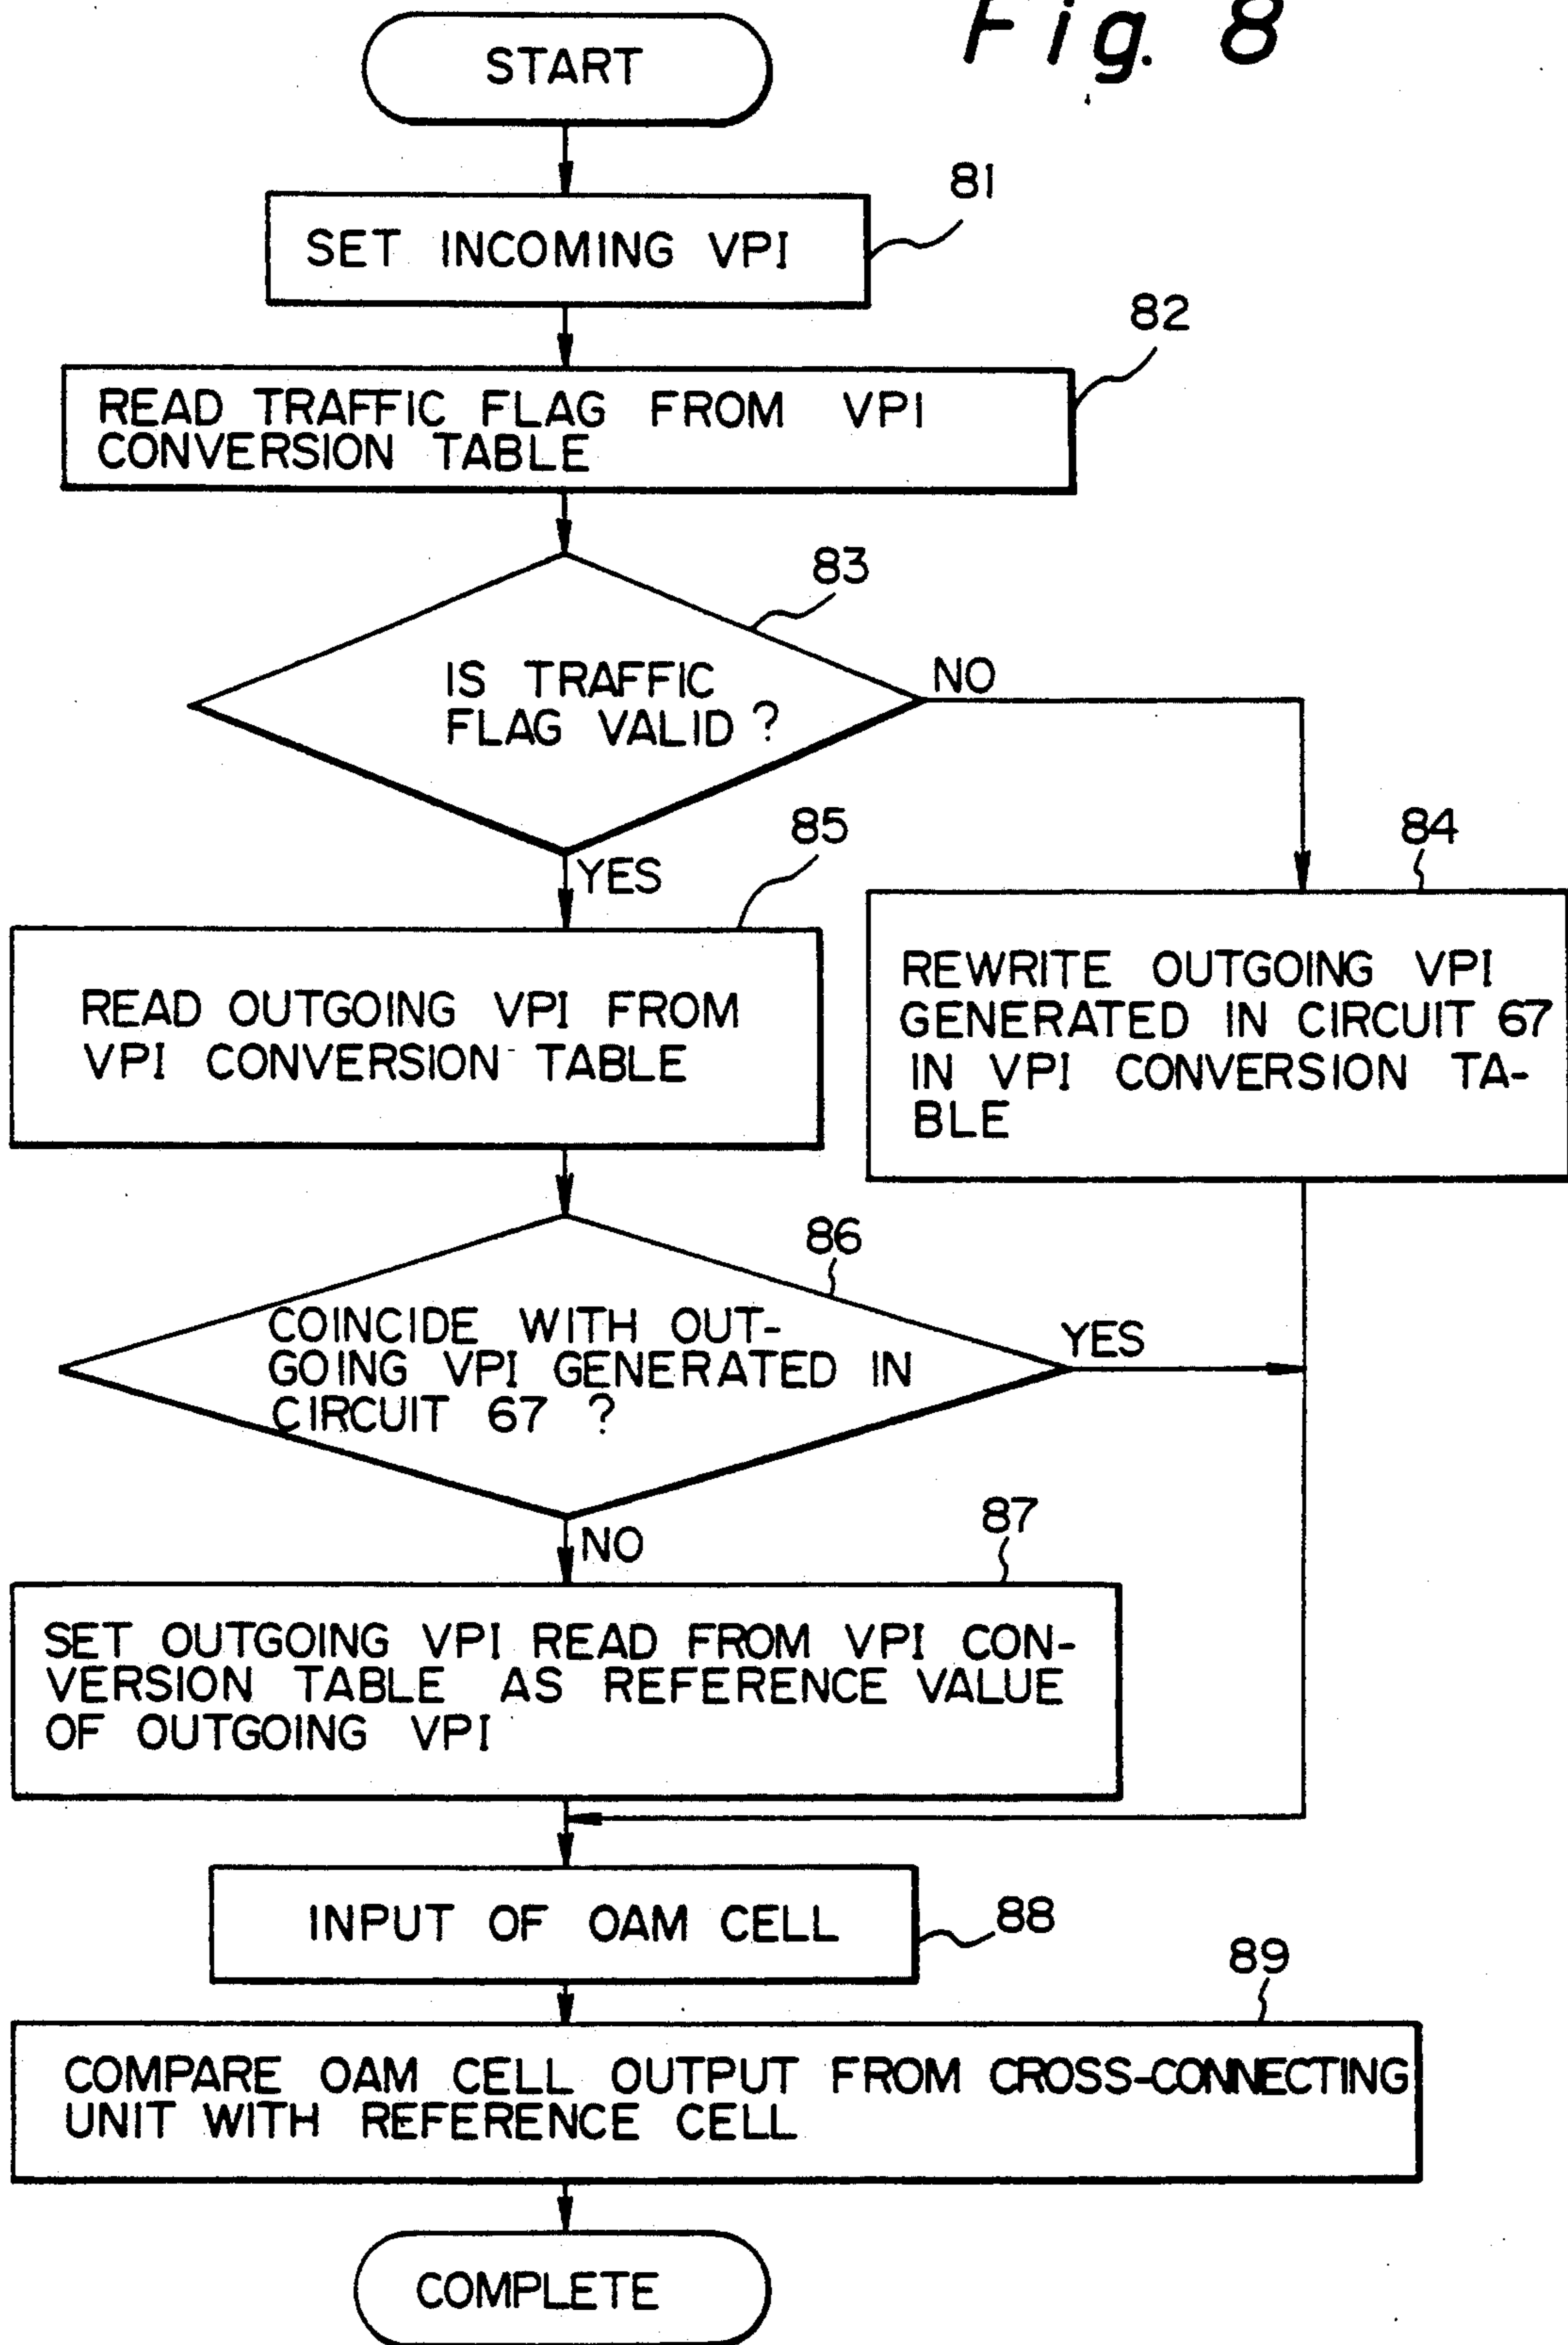 Fig. 8
START
81
SET INCOMING VPI
82
READ TRAFFIC FLAG FROM VPI
CONVERSION TABLE
83
IS TRAFFIC
FLAG VALID ?
NO
YES
85
84
READ OUTGOING VPI FROM
VPI CONVERSION TABLE
REWRITE OUTGOING VPI
GENERATED IN CIRCUIT 67
IN VPI CONVERSION TA-
BLE
86
COINCIDE WITH OUT-
GOING VPI GENERATED IN
CIRCUIT 67 ?
YES
NO
87
SET OUTGOING VPI READ FROM VPI CON-
VERSION TABLE AS REFERENCE VALUE
OF OUTGOING VPI
INPUT OF OAM CELL
88
89
COMPARE OAM CELL OUTPUT FROM CROSS-CONNECTING
UNIT WITH REFERENCE CELL
COMPLETE